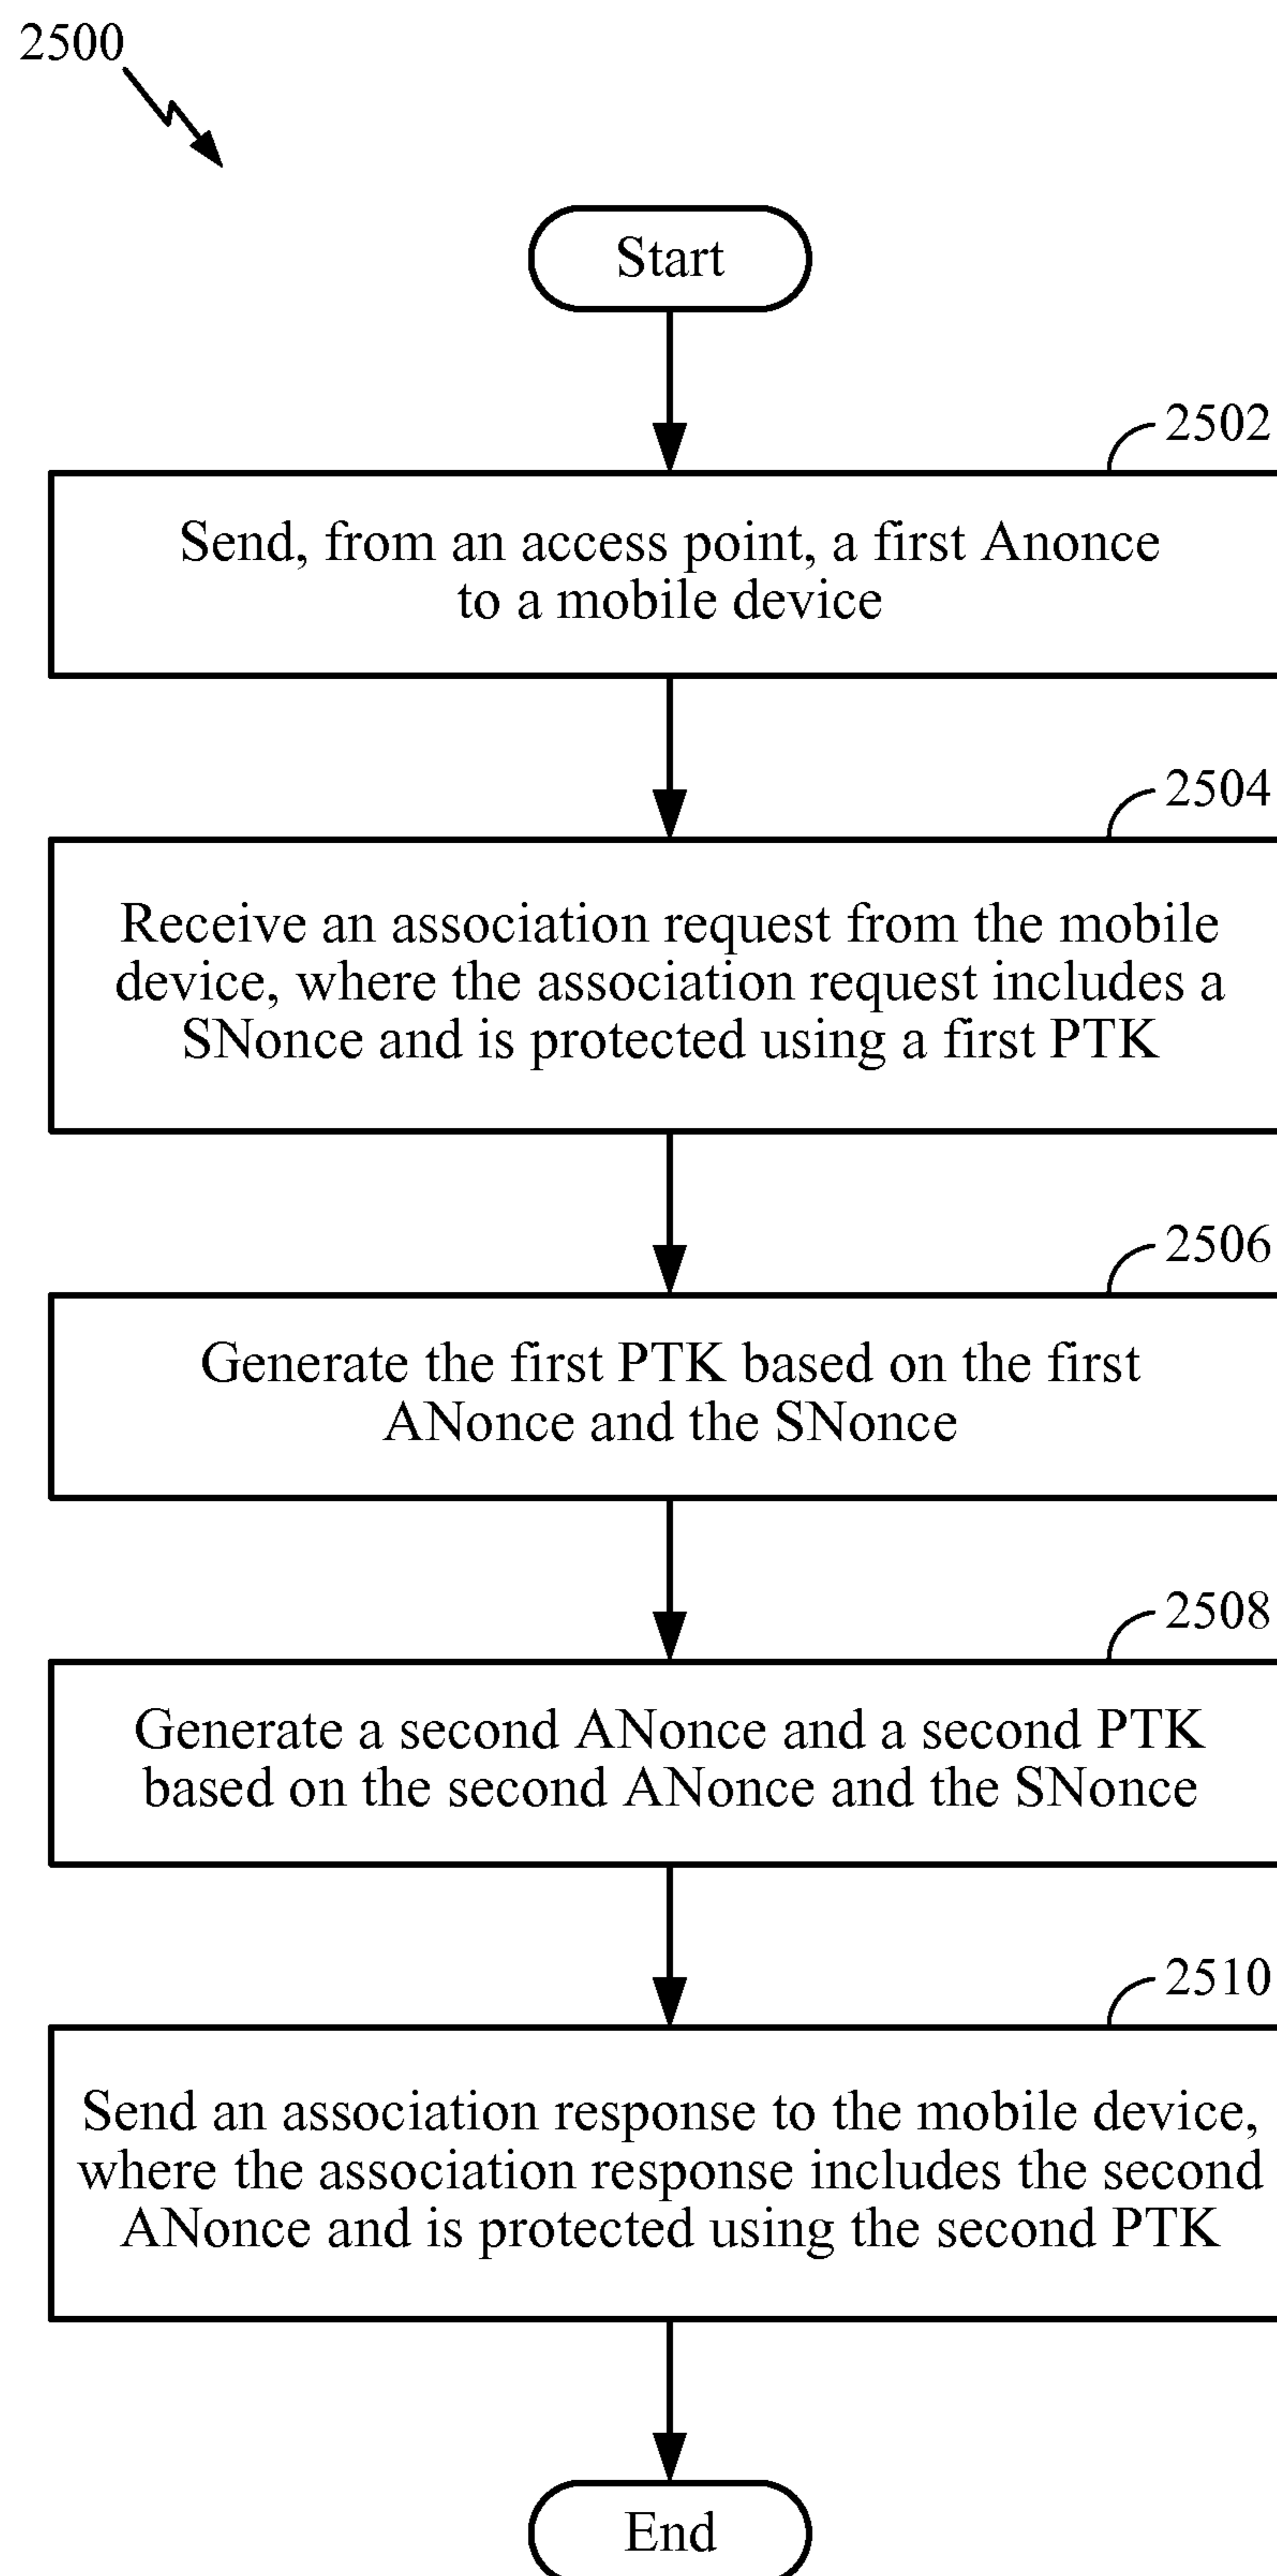 2500
Start
2502
Send, from an access point, a first Anonce
to a mobile device
2504
Receive an association request from the mobile
device, where the association request includes a
SNonce and is protected using a first PTK
2506
Generate the first PTK based on the first
ANonce and the SNonce
2508
Generate a second ANonce and a second PTK
based on the second ANonce and the SNonce
2510
Send an association response to the mobile device,
where the association response includes the second
ANonce and is protected using the second PTK
End